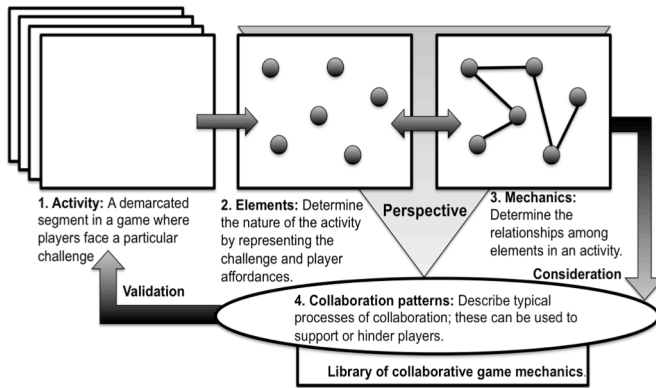 1. Activity: A demarcated
segment in a game where
players face a particular
challenge
2. Elements: Determine
the nature of the activity
by representing the
challenge and player
affordances.
Perspective
3. Mechanics:
Determine the
relationships among
elements in an activity.
Consideration
Validation
4. Collaboration patterns: Describe typical
processes of collaboration; these can be used to
support or hinder players.
Library of collaborative game mechanics.